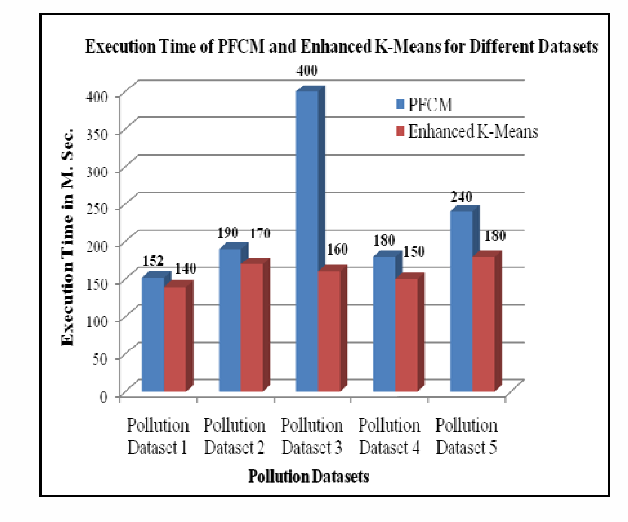 Execution Time of PFCM and Enhanced K-Means for Different Datasets
400
PFCM
Enhanced K-Means
Execution Time in M. Sec.
400
350
300
250
200
150
100
50
0
152
140
190
170
160
180
150
240
180
Pollution Dataset 1
Pollution Dataset 2
Pollution Dataset 3
Pollution Dataset 4
Pollution Dataset 5
Pollution Datasets